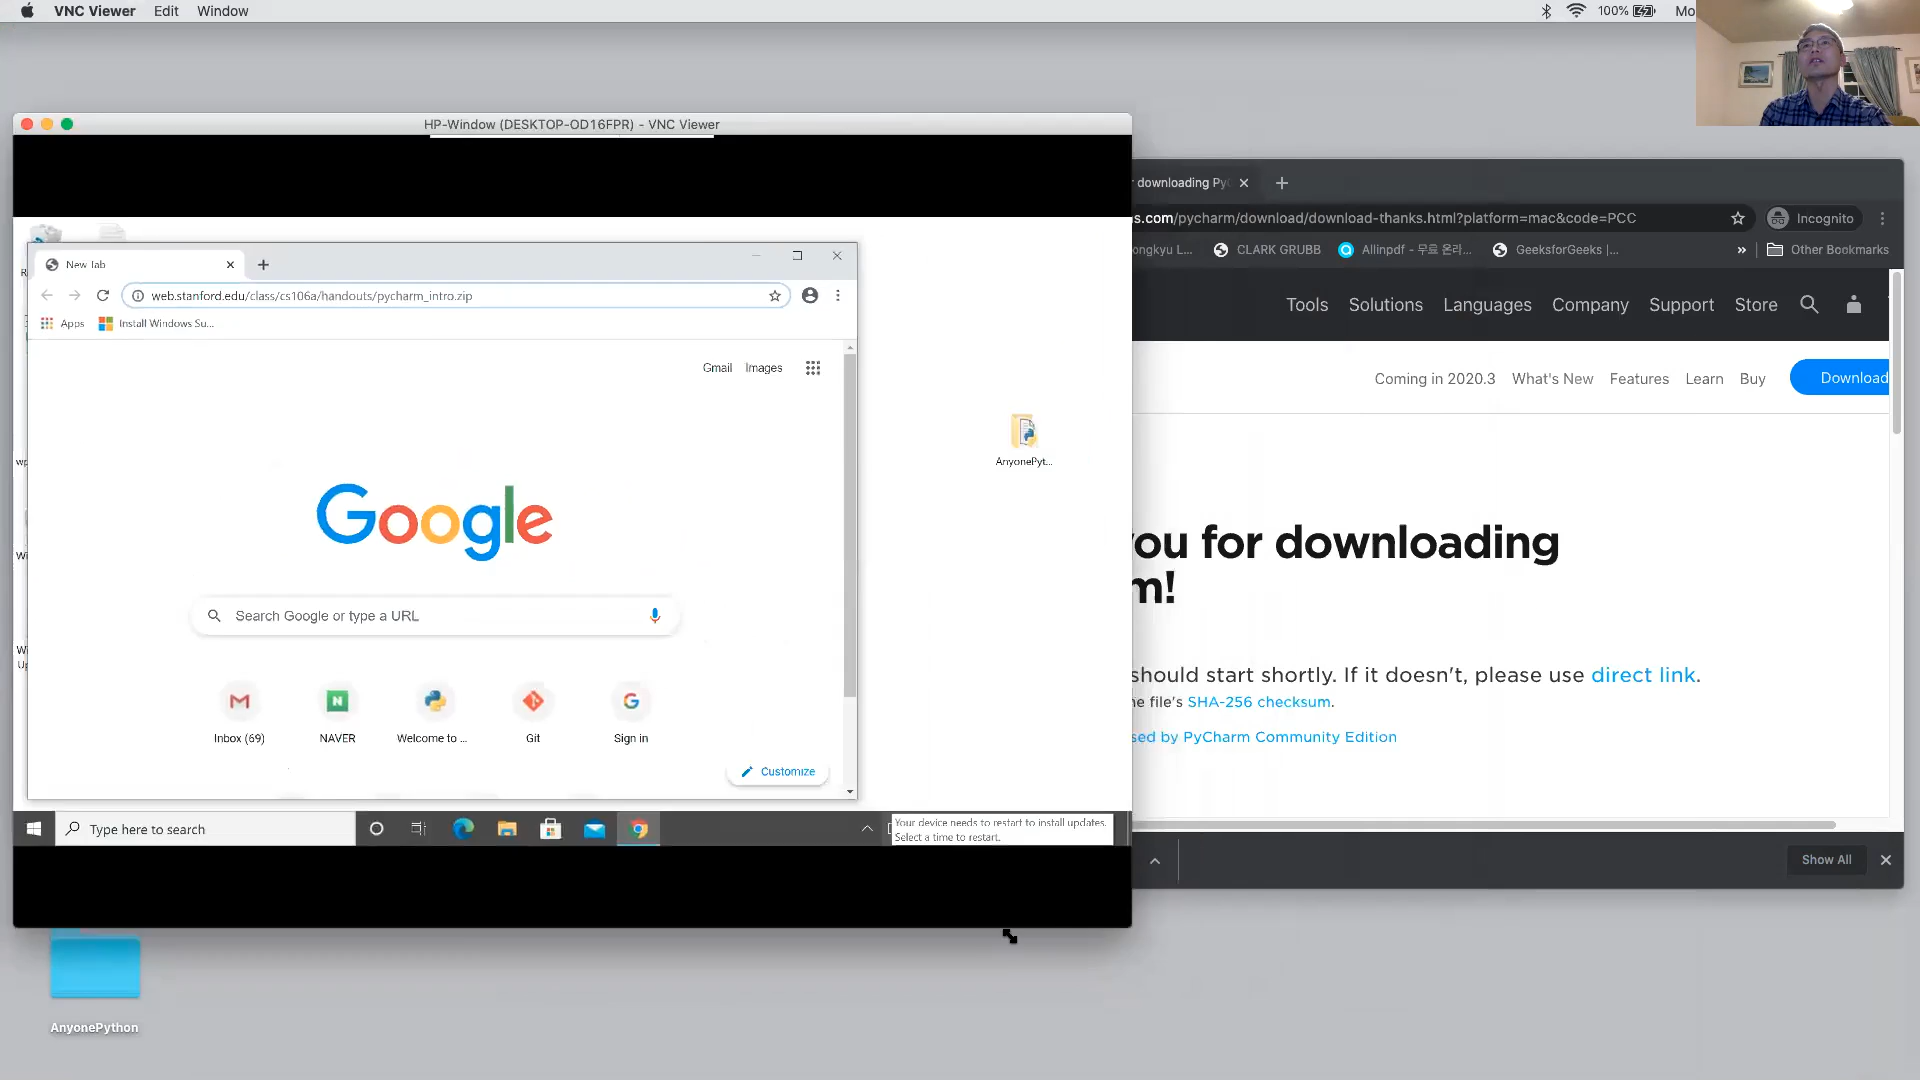 VNC Viewer Edit Window
100%
Mo
HP-Window (DESKTOP-OD16FPR) - VNC Viewer
New Tab
web.stanford.edu/class/cs106a/handouts/pycharm_intro.zip
Apps
Install Windows Su...
Gmail Images
Google
Search Google or type a URL
Inbox (69)
NAVER
Welcome to ...
Git
Sign in
Customize
AnyonePyt...
Type here to search
Your device needs to restart to install updates.
Select a time to restart.
AnyonePython
downloading Py
s.com/pycharm/download/download-thanks.html?platform=mac&code=PCC
Incognito
ongkyu L...
CLARK GRUBB
Allinpdf - 무료 온라...
GeeksforGeeks |...
»
Other Bookmarks
Tools Solutions Languages Company Support Store
Coming in 2020.3 What's New Features Learn Buy
Download
you for downloading
m!
should start shortly. If it doesn't, please use direct link.
e file's SHA-256 checksum.
sed by PyCharm Community Edition
Show All